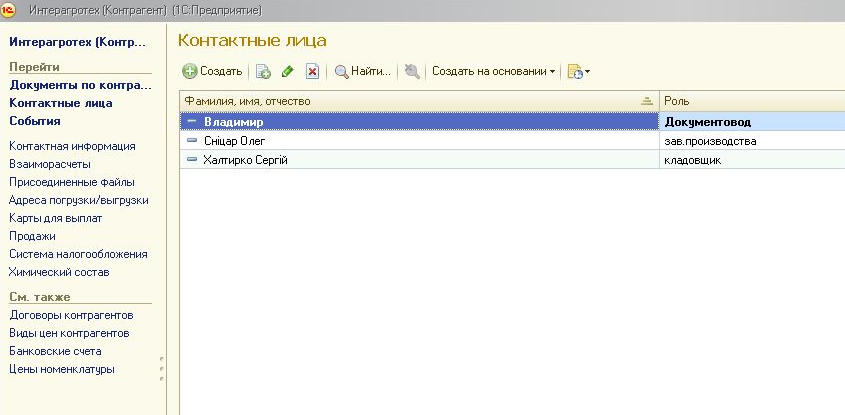 Интерагротех (Контрагент) (1С:Предприятие)
Интерагротех (Контр...
Перейти
Документы по контра...
Контактные лица
События
Контактная информация
Взаиморасчеты
Присоединенные файлы
Адреса погрузки/выгрузки
Карты для выплат
Продажи
Система налогообложения
Химический состав
См. также
Договоры контрагентов
Виды цен контрагентов
Банковские счета
Цены номенклатуры
Контактные лица
Создать Найти... Создать на основании
Фамилия, имя, отчество Роль
Владимир Документовод
Сніцар Олег зав.производства
Халтирко Сергій кладовщик